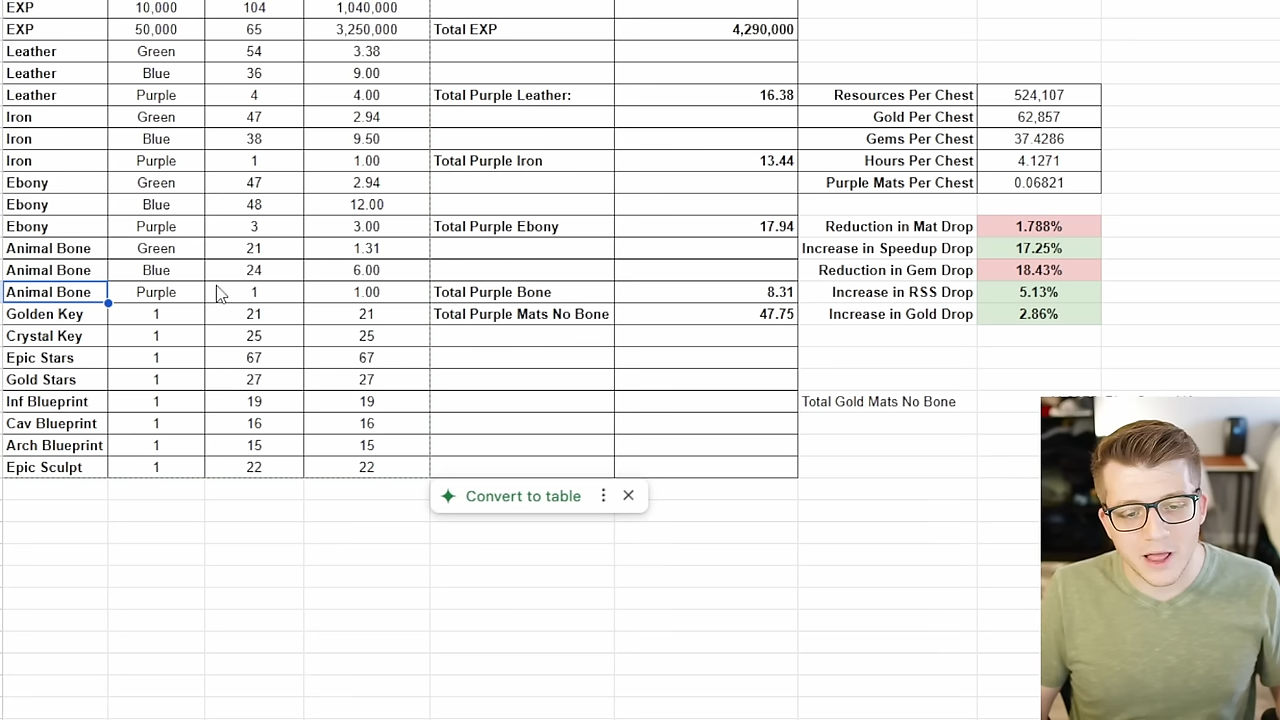 EXP 10,000 104 1,040,000
EXP 50,000 65 3,250,000 Total EXP 4,290,000
Leather Green 54 3.38
Leather Blue 36 9.00
Leather Purple 4 4.00 Total Purple Leather: 16.38 Resources Per Chest 524,107
Iron Green 47 2.94 Gold Per Chest 62,857
Iron Blue 38 9.50 Gems Per Chest 37.4286
Iron Purple 1 1.00 Total Purple Iron 13.44 Hours Per Chest 4.1271
Ebony Green 47 2.94 Purple Mats Per Chest 0.06821
Ebony Blue 48 12.00
Ebony Purple 3 3.00 Total Purple Ebony 17.94 Reduction in Mat Drop 1.788%
Animal Bone Green 21 1.31 Increase in Speedup Drop 17.25%
Animal Bone Blue 24 6.00 Reduction in Gem Drop 18.43%
Animal Bone Purple 1 1.00 Total Purple Bone 8.31 Increase in RSS Drop 5.13%
Golden Key 1 21 21 Total Purple Mats No Bone 47.75 Increase in Gold Drop 2.86%
Crystal Key 1 25 25
Epic Stars 1 67 67
Gold Stars 1 27 27
Inf Blueprint 1 19 19 Total Gold Mats No Bone
Cav Blueprint 1 16 16
Arch Blueprint 1 15 15
Epic Sculpt 1 22 22
Convert to table